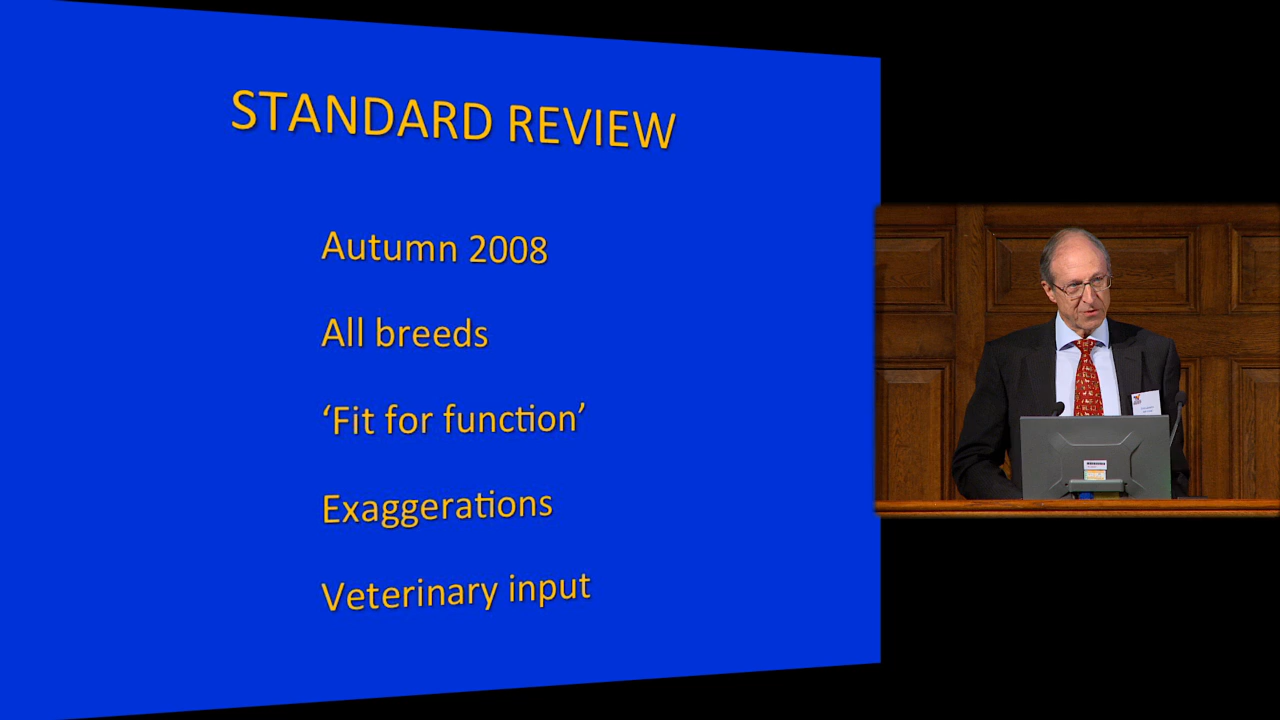 STANDARD REVIEW
Autumn 2008
All breeds
‘Fit for function’
Exaggerations
Veterinary input